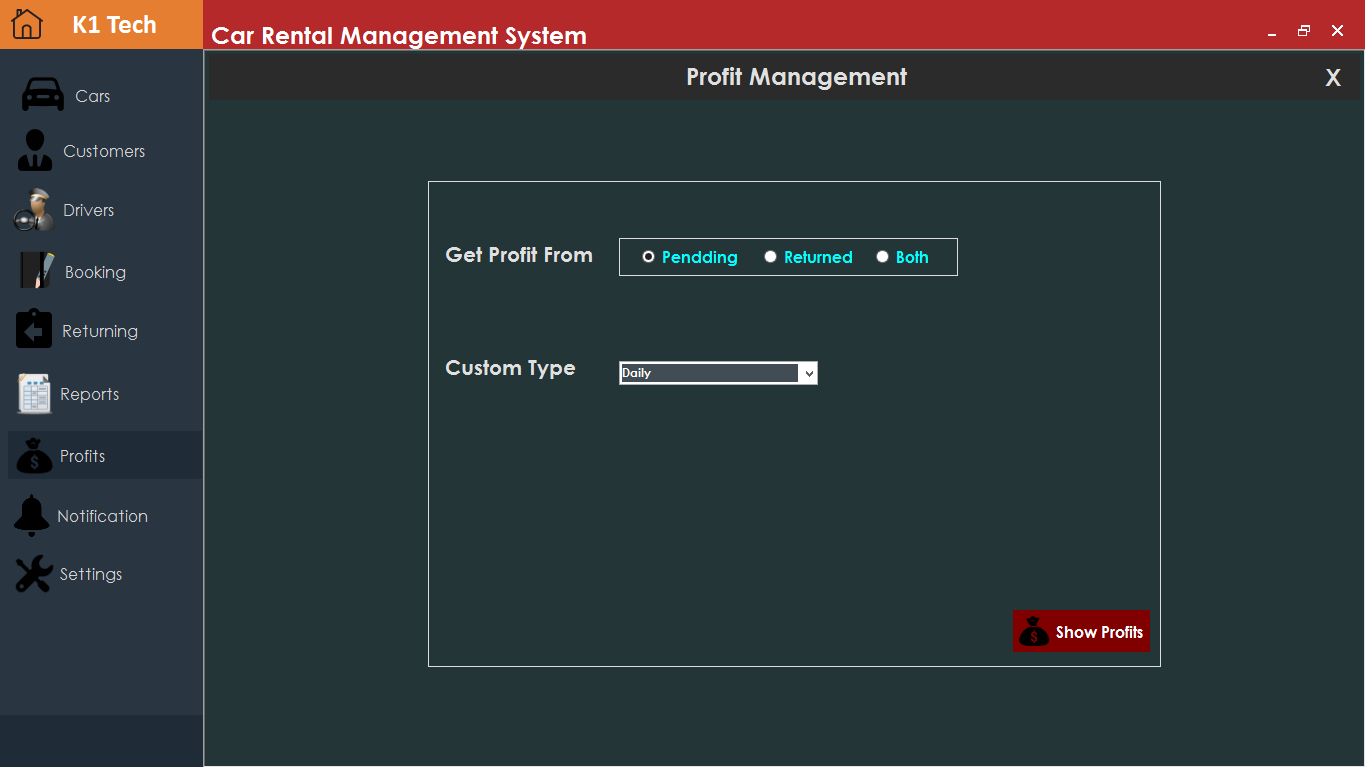 K1 Tech
Car Rental Management System
Profit Management
X
Cars
Customers
Drivers
Booking
Returning
Reports
Profits
Notification
Settings
Get Profit From
Pendding Returned Both
Custom Type
Daily
Show Profits